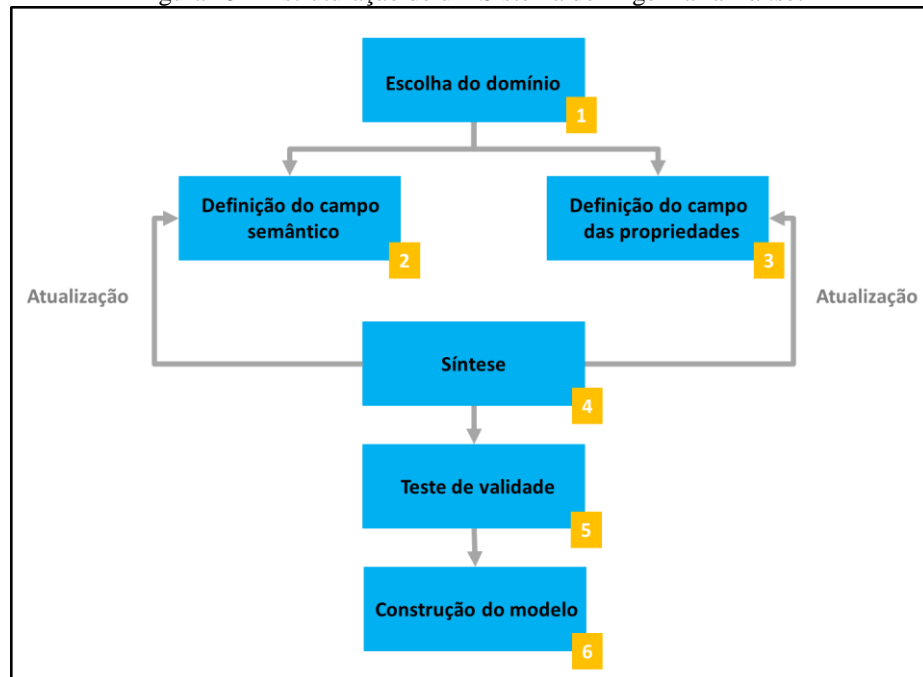 Escolha do domínio
1
Definição do campo
semântico
2
Definição do campo
das propriedades
3
Atualização
Atualização
Síntese
4
Teste de validade
5
Construção do modelo
6